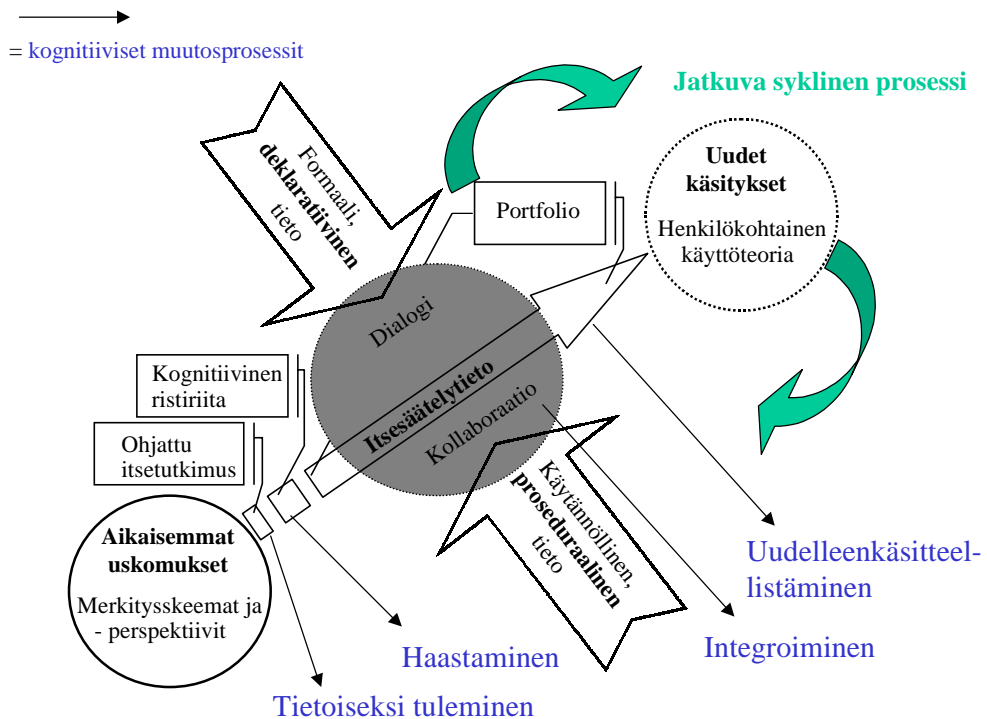 = kognitiiviset muutosprosessit
Jatkuva syklinen prosessi
Formaali,
deklaratiivinen
tieto
Portfolio
Uudet
käsitykset
Henkilökohtainen
käyttöteoria
Dialogi
Itsesäätelytieto
Kollaboraatio
Kognitiivinen
ristiriita
Ohjattu
itsetutkimus
Aikaisemmat
uskomukset
Merkitysskeemat ja
- perspektiivit
Käytännöllinen,
proseduraalinen
tieto
Uudelleenkäsitteel-
listäminen
Integroiminen
Haastaminen
Tietoiseksi tuleminen